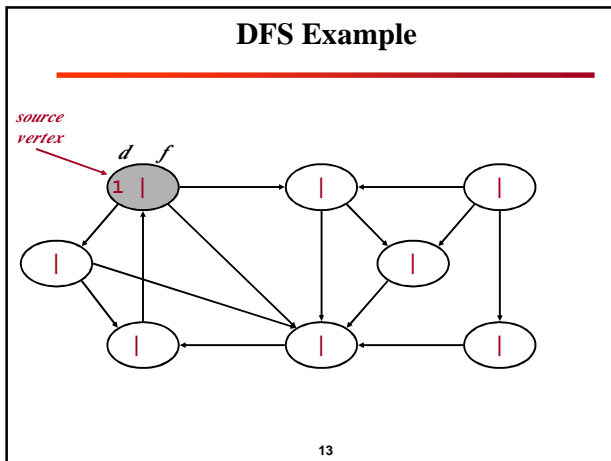 DFS Example
source
vertex
d f
1 | | |
| |
| | |
13